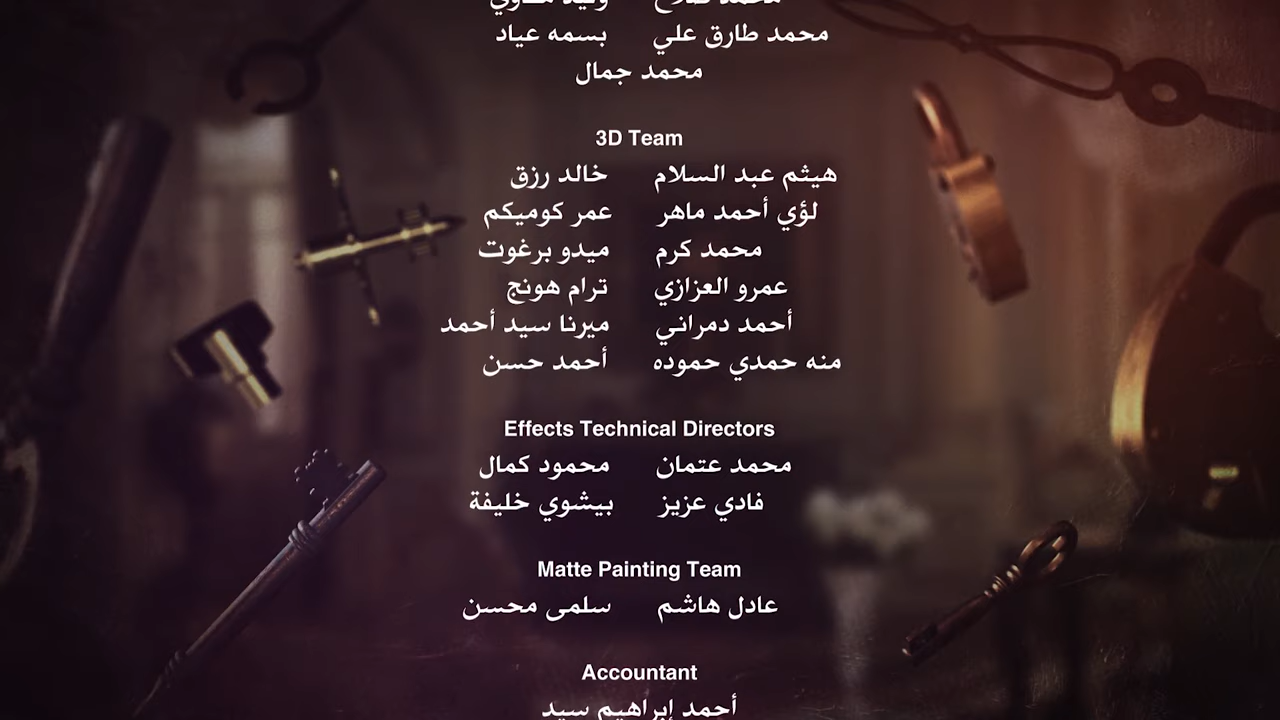 محمد صلاح
محمد طارق علي بسمه عياد
محمد جمال
3D Team
هيثم عبد السلام خالد رزق
لؤي أحمد ماهر عمر كوميكم
محمد كرم ميدو برغوت
عمرو العزازي ترام هونج
أحمد دمراني ميرنا سيد أحمد
منه حمدي حموده أحمد حسن
Effects Technical Directors
محمد عتمان محمود كمال
فادي عزيز بيشوي خليفة
Matte Painting Team
عادل هاشم سلمى محسن
Accountant
أحمد إبراهيم سيد